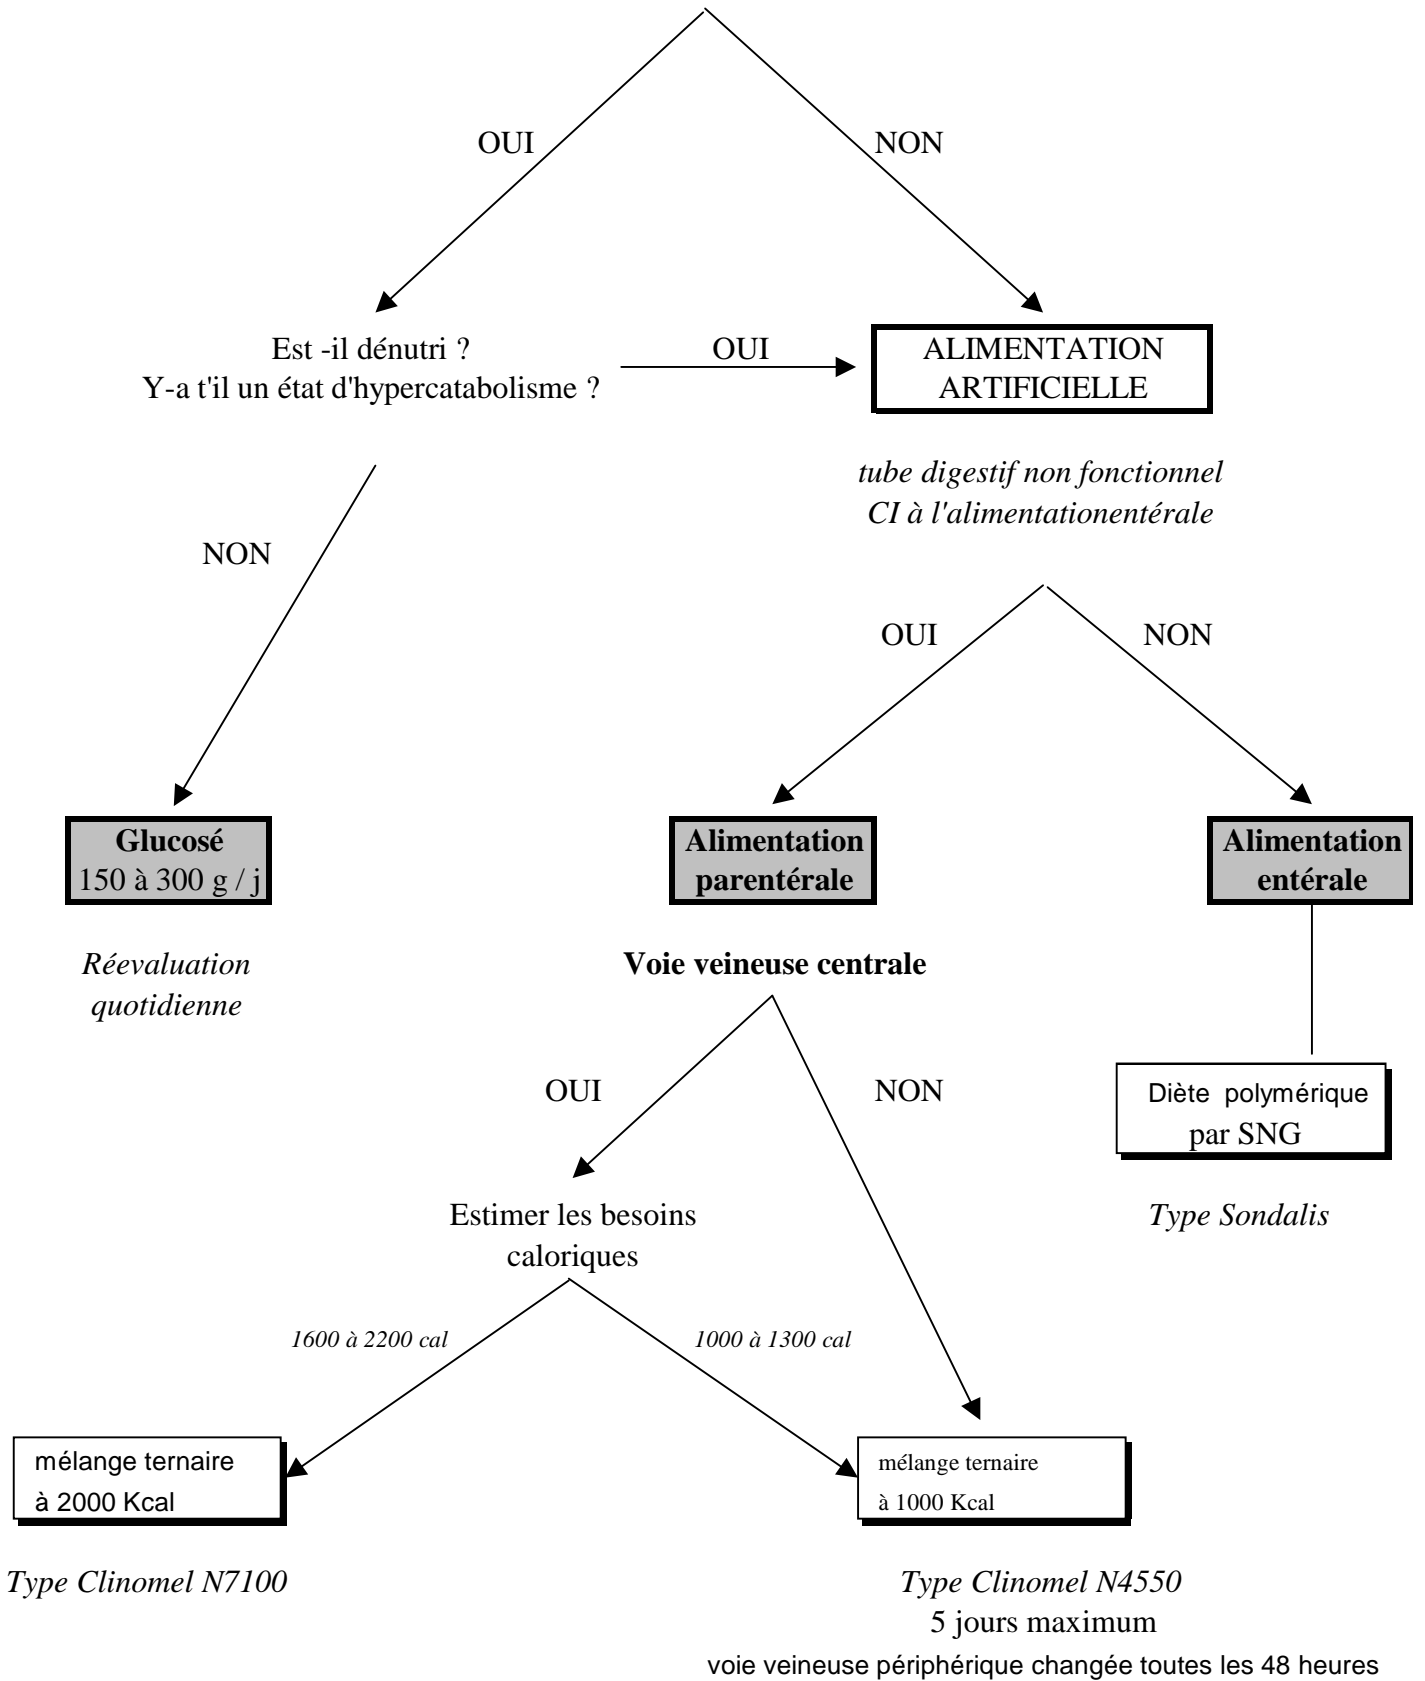 OUI
NON
Est -il dénutri ?
Y-a t'il un état d'hypercatabolisme ?
OUI
ALIMENTATION
ARTIFICIELLE
tube digestif non fonctionnel
CI à l'alimentationentérale
NON
OUI
NON
Glucosé
150 à 300 g / j
Alimentation
parentérale
Alimentation
entérale
Réevaluation
quotidienne
Voie veineuse centrale
OUI
NON
Diète polymérique
par SNG
Estimer les besoins
caloriques
Type Sondalis
1600 à 2200 cal
1000 à 1300 cal
mélange ternaire
à 2000 Kcal
mélange ternaire
à 1000 Kcal
Type Clinomel N7100
Type Clinomel N4550
5 jours maximum
voie veineuse périphérique changée toutes les 48 heures